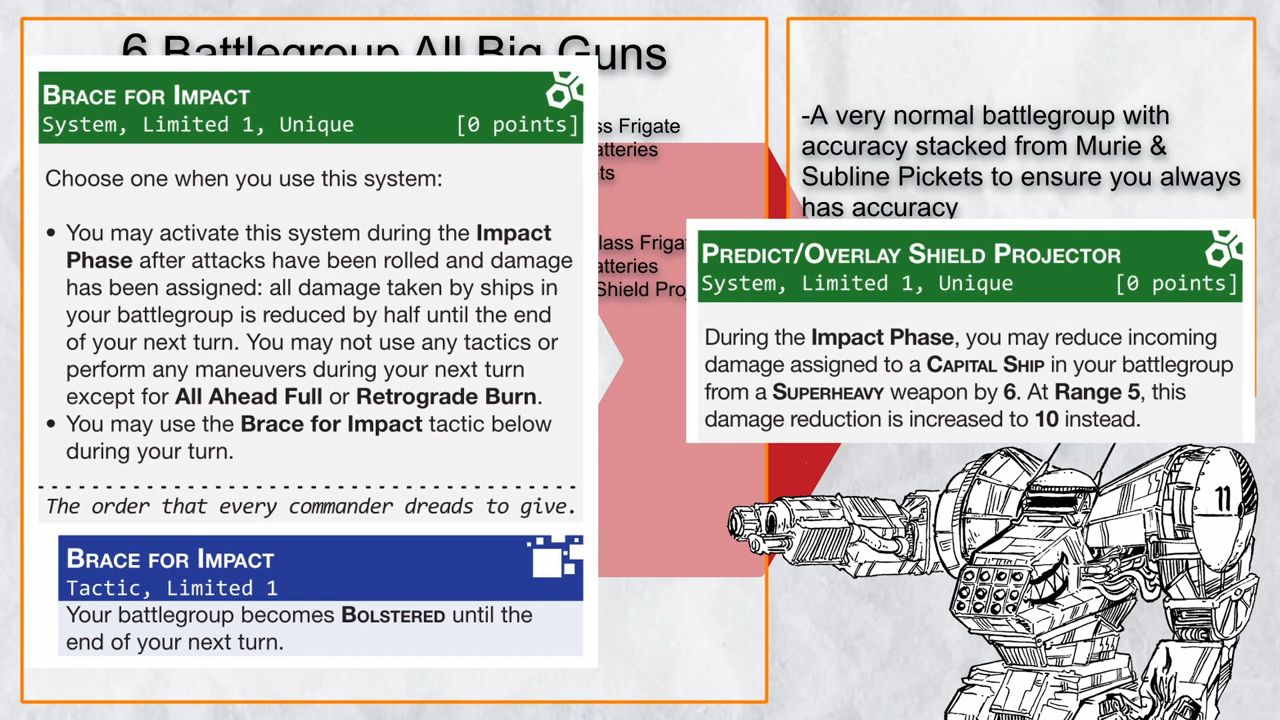 6 Battlegroup All Big Guns
BRACE FOR IMPACT
System, Limited 1, Unique [0 points]
Choose one when you use this system:
• You may activate this system during the Impact
Phase after attacks have been rolled and damage
has been assigned: all damage taken by ships in
your battlegroup is reduced by half until the end
of your next turn. You may not use any tactics or
perform any maneuvers during your next turn
except for All Ahead Full or Retrograde Burn.
• You may use the Brace for Impact tactic below
during your turn.
The order that every commander dreads to give.
BRACE FOR IMPACT
Tactic, Limited 1
Your battlegroup becomes BOLSTERED until the
end of your next turn.
ss Frigate
atteries
ts
lass Frigat
atteries
Shield Proj
-A very normal battlegroup with
accuracy stacked from Murie &
Subline Pickets to ensure you always
has accuracy
PREDICT/OVERLAY SHIELD PROJECTOR
System, Limited 1, Unique [0 points]
During the Impact Phase, you may reduce incoming
damage assigned to a CAPITAL SHIP in your battlegroup
from a SUPERHEAVY weapon by 6. At Range 5, this
damage reduction is increased to 10 instead.
11